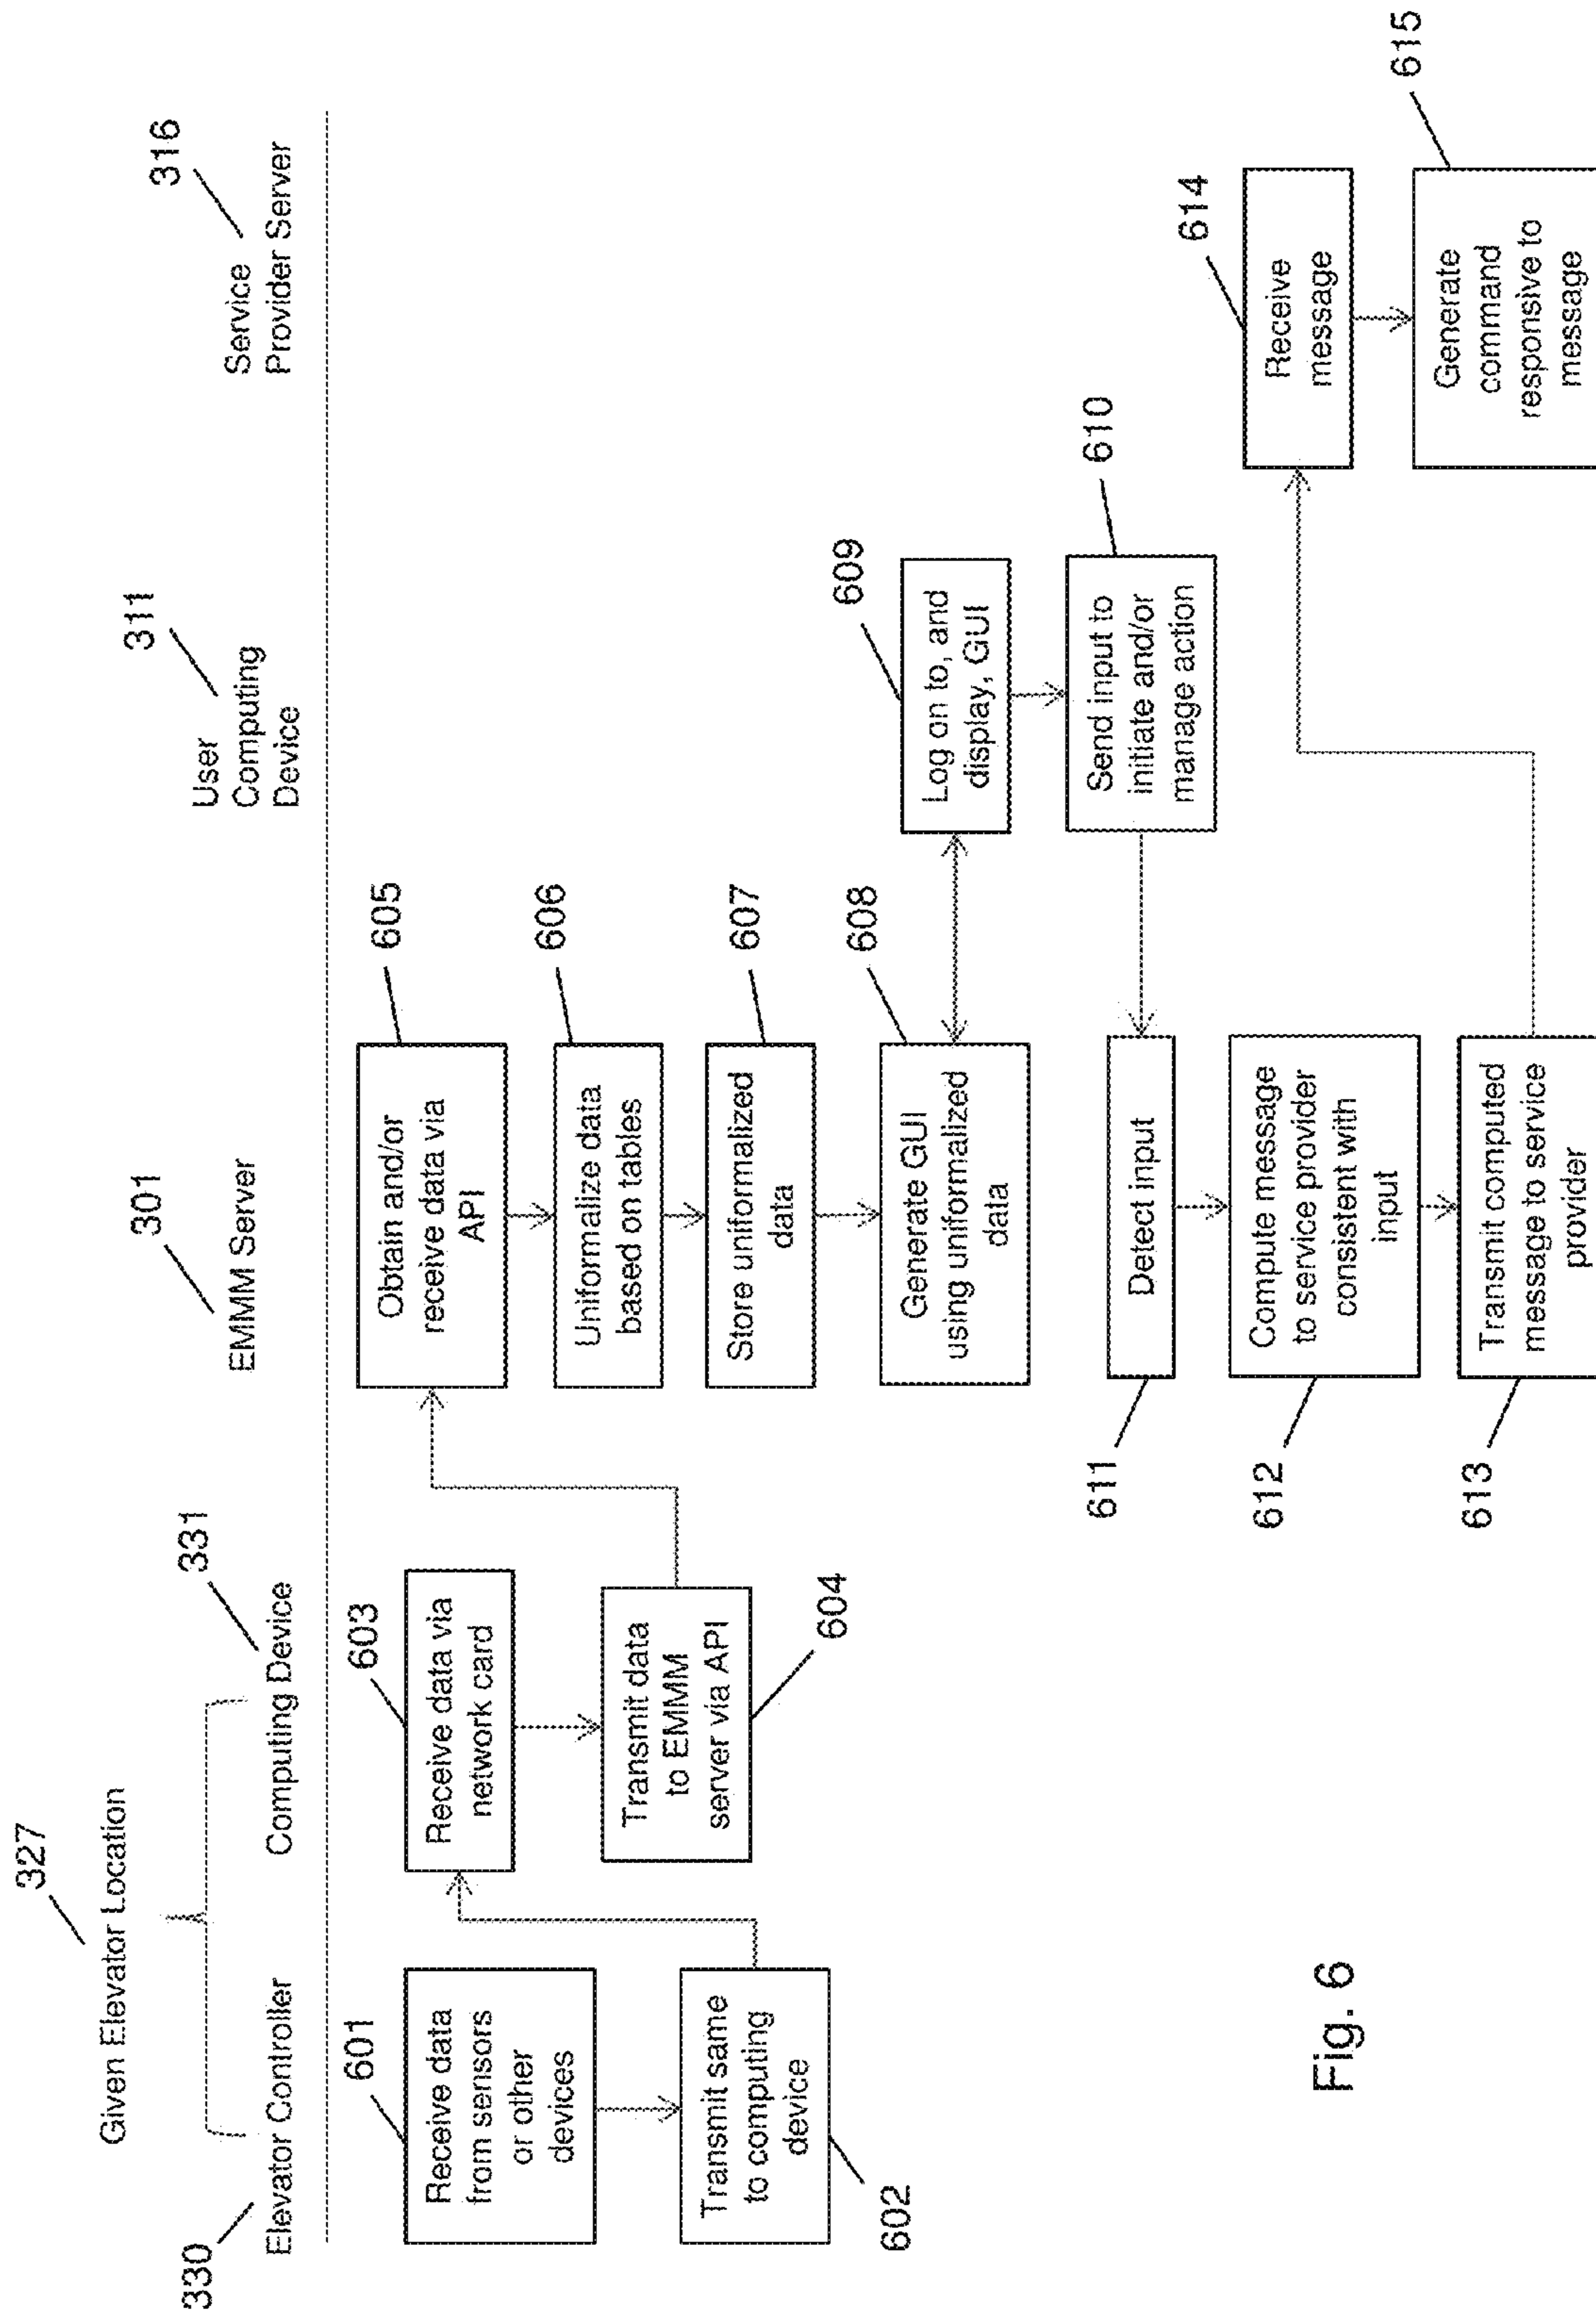 327
Given Elevator Location
330
Elevator Controller
331
Computing Device
301
EMMM Server
311
User
Computing
Device
316
Service
Provider Server
601
Receive data
from sensors
or other
devices
Transmit same
to computing
device
602
603
Receive data via
network card
Transmit data
to EMMM
server via API
604
605
Obtain and/or
receive data via
API
606
Uniformalize data
based on tables
607
Store uniformalized
data
608
Generate GUI
using uniformalized
data
609
Log on to, and
display, GUI
610
Send input to
initiate and/or
manage action
611
Detect input
612
Compute message
to service provider
consistent with
input
613
Transmit computed
message to service
provider
614
Receive
message
615
Generate
command
responsive to
message
Fig. 6